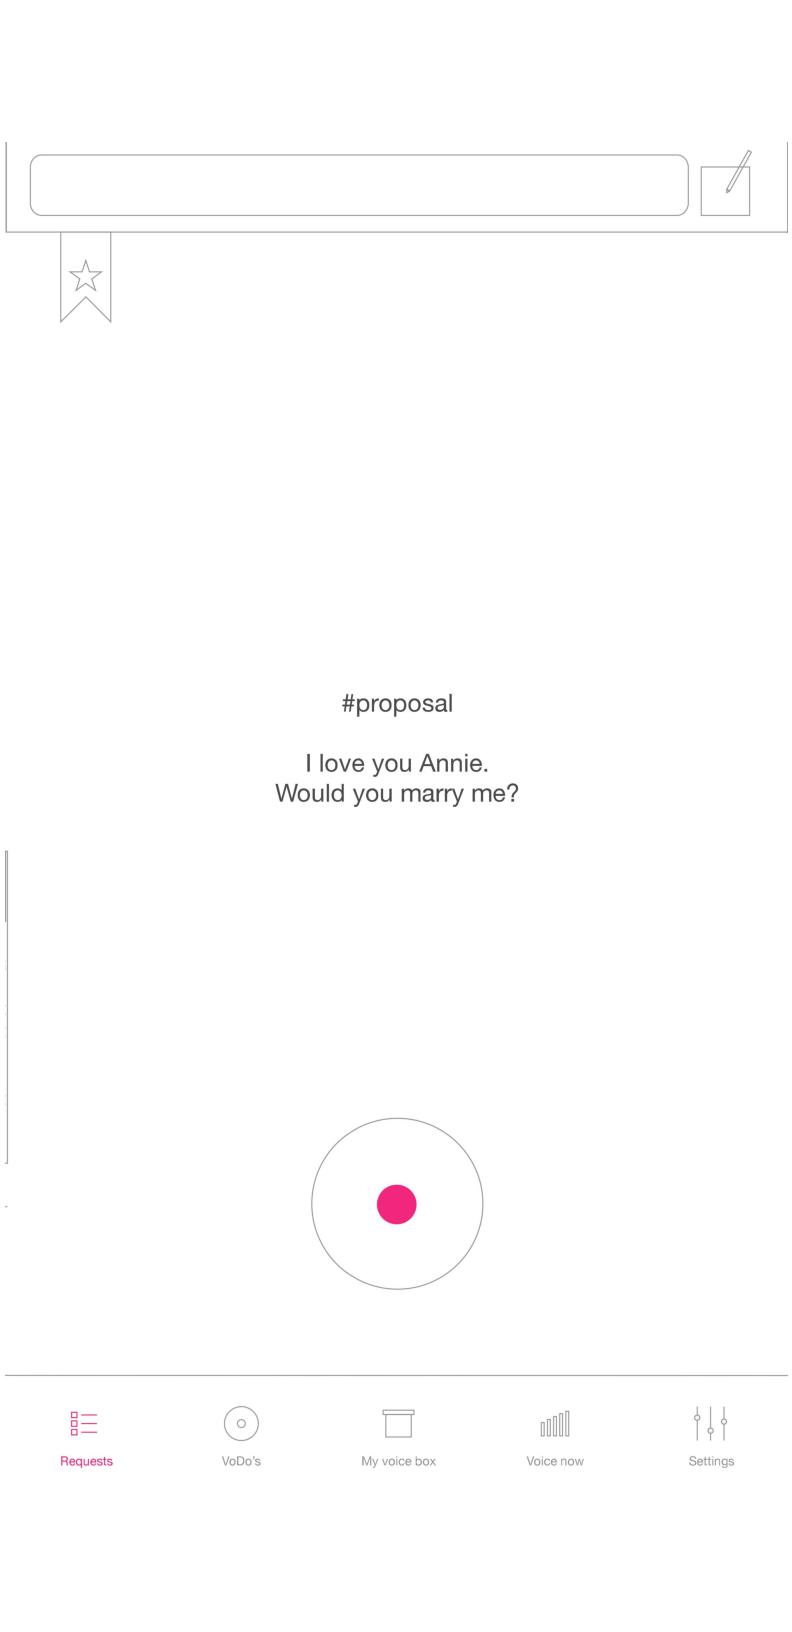 #proposal
I love you Annie.
Would you marry me?
Requests
VoDo's
My voice box
Voice now
Settings